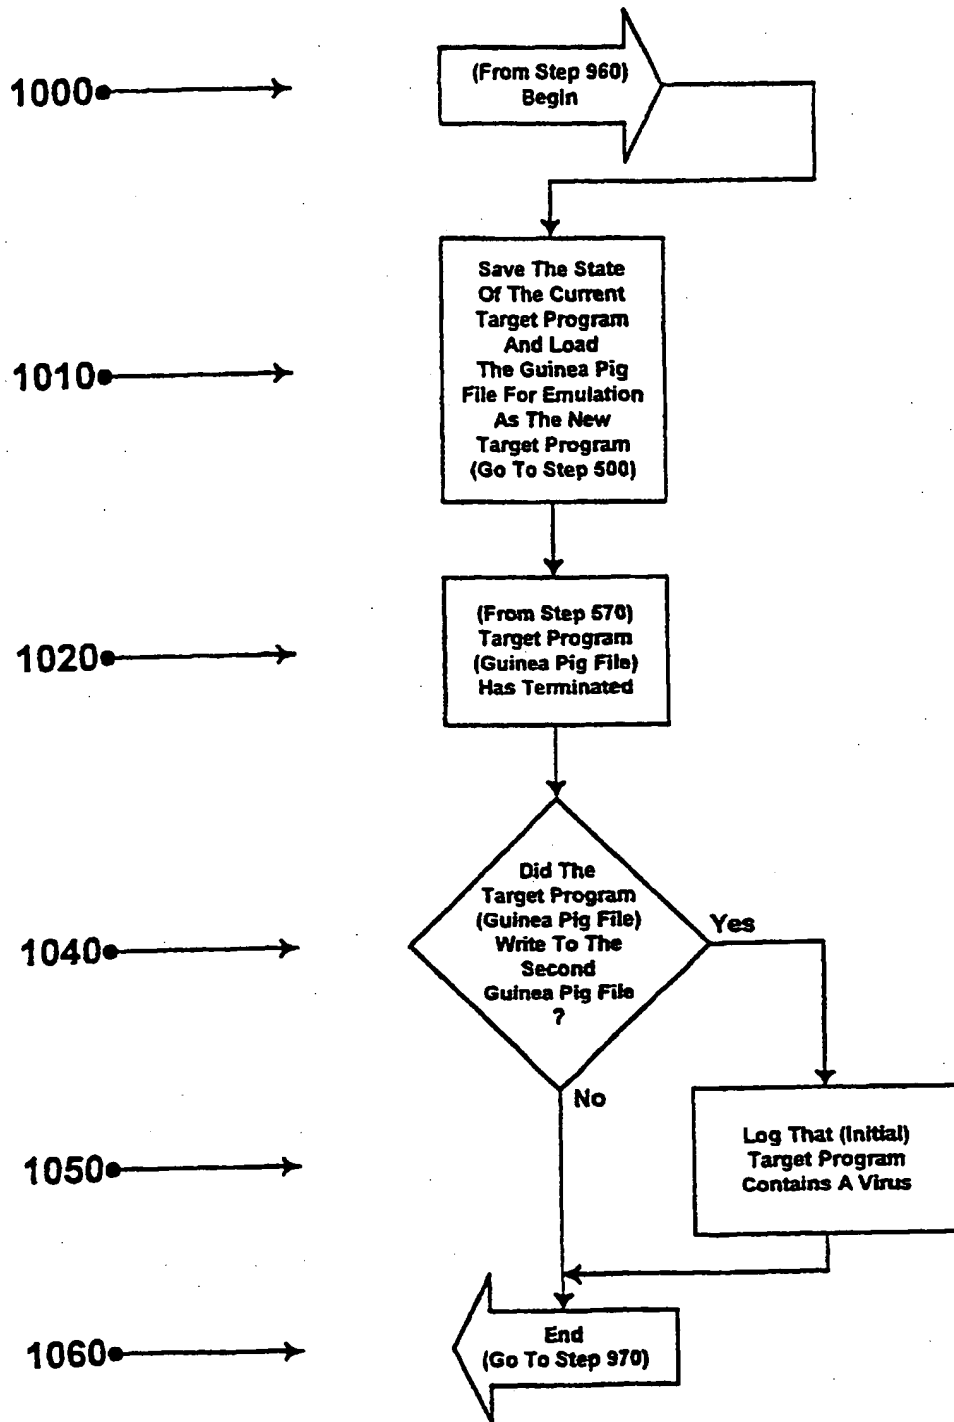 1000
(From Step 960)
Begin
1010
Save The State
Of The Current
Target Program
And Load
The Guinea Pig
File For Emulation
As The New
Target Program
(Go To Step 500)
1020
(From Step 570)
Target Program
(Guinea Pig File)
Has Terminated
1040
Did The
Target Program
(Guinea Pig File)
Write To The
Second
Guinea Pig File
?
Yes
No
1050
Log That (Initial)
Target Program
Contains A Virus
1060
End
(Go To Step 970)